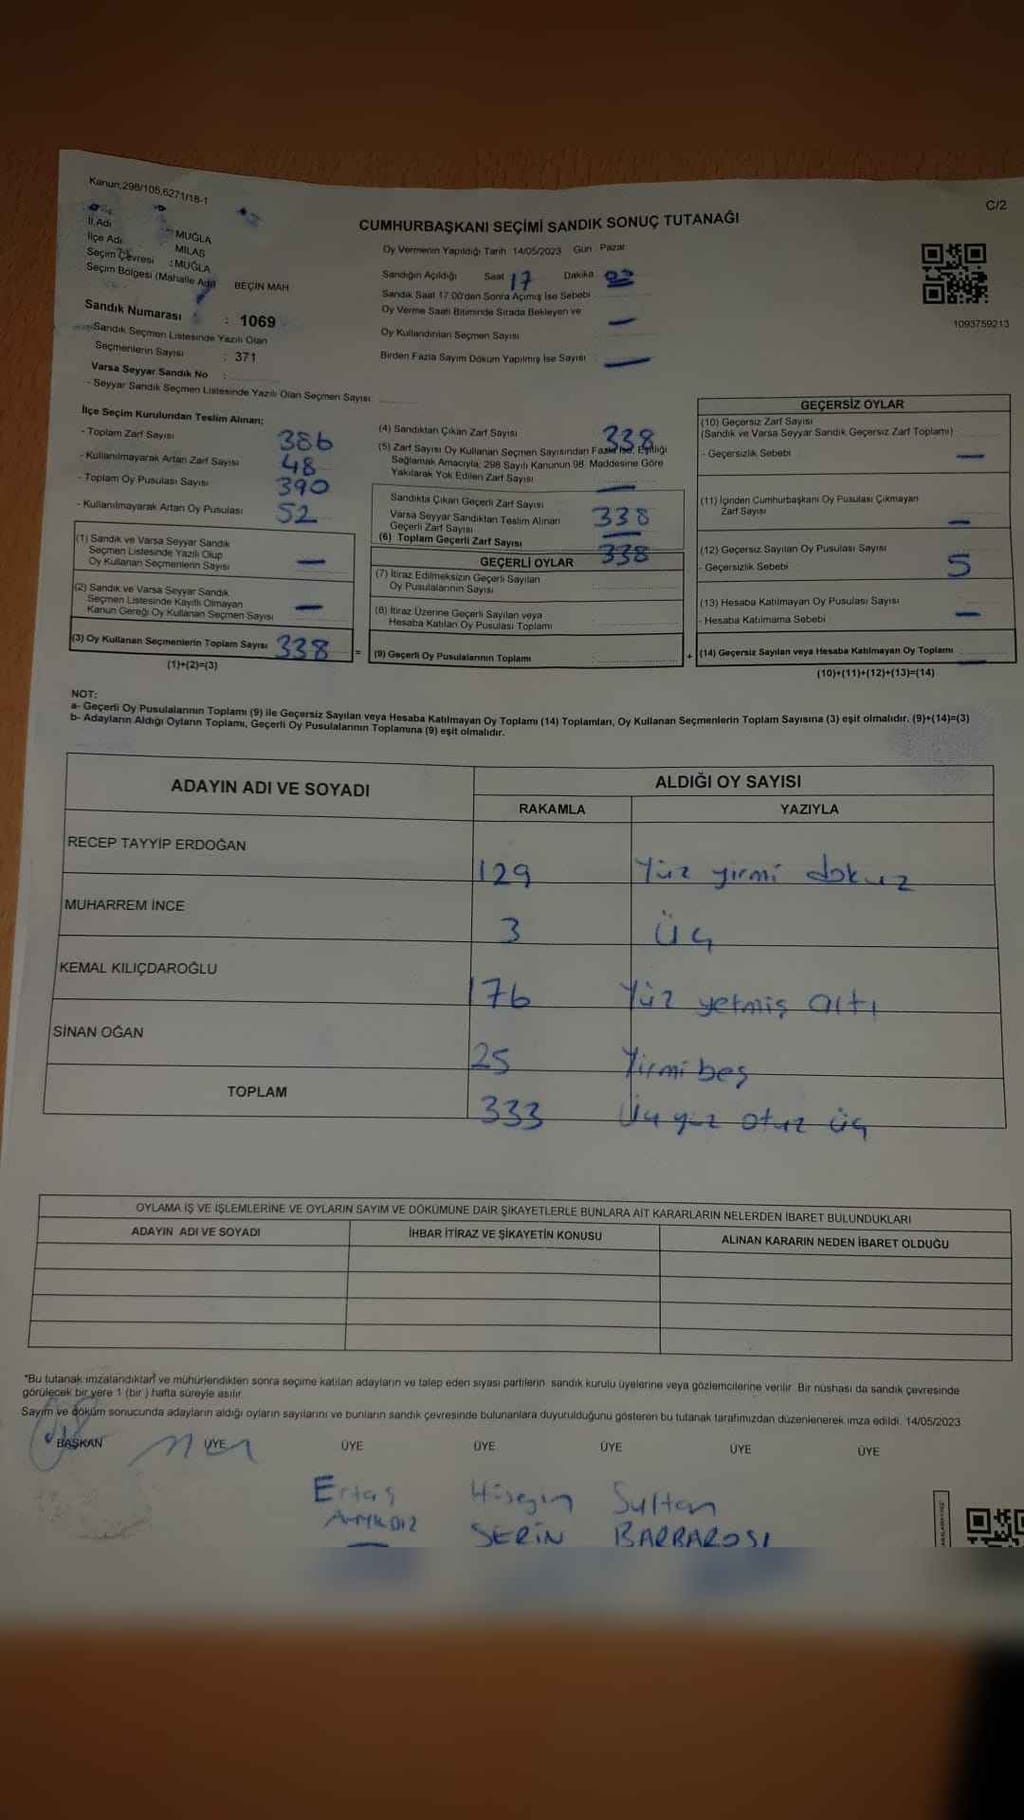 Kanun;298/105,6271/18-1
C/2
CUMHURBAŞKANI SEÇİMİ SANDIK SONUÇ TUTANAĞI
İl Adı : MUĞLA
İlçe Adı MİLAS
Seçim Çevresi : MUĞLA
Seçim Bölgesi (Mahalle Adı) BEÇİN MAH
Sandık Numarası : 1069
- Sandık Seçmen Listesinde Yazılı Olan
Seçmenlerin Sayısı : 371
Varsa Seyyar Sandık No :
- Seyyar Sandık Seçmen Listesinde Yazılı Olan Seçmen Sayısı
Oy Vermenin Yapıldığı Tarih 14/05/2023 Gün Pazar
Sandığın Açıldığı Saat 17 Dakika
Sandık Saat 17.00'den Sonra Açımış İse Sebebi
Oy Verme Saati Bitiminde Sırada Bekleyen ve
Oy Kullandırılan Seçmen Sayısı
Birden Fazla Sayım Döküm Yapılmış İse Sayısı
1093759213
İlçe Seçim Kurulundan Teslim Alınan:
- Toplam Zarf Sayısı 386
- Kullanılmayarak Artan Zarf Sayısı 48
- Toplam Oy Pusulası Sayısı 390
- Kullanılmayarak Artan Oy Pusulası 52
(1) Sandık ve Varsa Seyyar Sandık
Seçmen Listesinde Yazılı Olup
Oy Kullanan Seçmenlerin Sayısı —
(2) Sandık ve Varsa Seyyar Sandık
Seçmen Listesinde Kayıtlı Olmayan
Kanun Gereği Oy Kullanan Seçmen Sayısı —
(3) Oy Kullanan Seçmenlerin Toplam Sayısı 338 =
(1)+(2)=(3)
(4) Sandıktan Çıkan Zarf Sayısı 338
(5) Zarf Sayısı Oy Kullanan Seçmen Sayısından Fazla İse, Eşitliği
Sağlamak Amacıyla, 298 Sayılı Kanunun 98. Maddesine Göre
Yakılarak Yok Edilen Zarf Sayısı —
Sandıkta Çıkan Geçerli Zarf Sayısı 338
Varsa Seyyar Sandıktan Teslim Alınan
Geçerli Zarf Sayısı —
(6) Toplam Geçerli Zarf Sayısı 338
GEÇERLİ OYLAR
(7) İtiraz Edilmeksizin Geçerli Sayılan
Oy Pusulalarının Sayısı
(8) İtiraz Üzerine Geçerli Sayılan veya
Hesaba Katılan Oy Pusulası Toplamı
(9) Geçerli Oy Pusulalarının Toplamı +
GEÇERSİZ OYLAR
(10) Geçersiz Zarf Sayısı
(Sandık ve Varsa Seyyar Sandık Geçersiz Zarf Toplamı)
- Geçersizlik Sebebi —
(11) İçinden Cumhurbaşkanı Oy Pusulası Çıkmayan
Zarf Sayısı —
(12) Geçersiz Sayılan Oy Pusulası Sayısı
- Geçersizlik Sebebi 5
(13) Hesaba Katılmayan Oy Pusulası Sayısı
- Hesaba Katılmama Sebebi —
(14) Geçersiz Sayılan veya Hesaba Katılmayan Oy Toplamı
(10)+(11)+(12)+(13)=(14)
NOT:
a- Geçerli Oy Pusulalarının Toplamı (9) ile Geçersiz Sayılan veya Hesaba Katılmayan Oy Toplamı (14) Toplamları, Oy Kullanan Seçmenlerin Toplam Sayısına (3) eşit olmalıdır. (9)+(14)=(3)
b- Adayların Aldığı Oyların Toplamı, Geçerli Oy Pusulalarının Toplamına (9) eşit olmalıdır.
ADAYIN ADI VE SOYADI
ALDIĞI OY SAYISI
RAKAMLA YAZIYLA
RECEP TAYYİP ERDOĞAN 129 Yüz yirmi dokuz
MUHARREM İNCE 3 üç
KEMAL KILIÇDAROĞLU 176 Yüz yetmiş altı
SİNAN OĞAN 25 Yirmi beş
TOPLAM 333 Üç yüz otuz üç
OYLAMA İŞ VE İŞLEMLERİNE VE OYLARIN SAYIM VE DÖKÜMÜNE DAİR ŞİKAYETLERLE BUNLARA AİT KARARLARIN NELERDEN İBARET BULUNDUKLARI
ADAYIN ADI VE SOYADI İHBAR İTİRAZ VE ŞİKAYETİN KONUSU ALINAN KARARIN NEDEN İBARET OLDUĞU
*Bu tutanak imzalandıktan ve mühürlendikten sonra seçime katılan adayların ve talep eden siyasi partilerin sandık kurulu üyelerine veya gözlemcilerine verilir. Bir nüshası da sandık çevresinde
görülecek bir yere 1 (bir ) hafta süreyle asılır.
Sayım ve döküm sonucunda adayların aldığı oyların sayılarını ve bunların sandık çevresinde bulunanlara duyurulduğunu gösteren bu tutanak tarafımızdan düzenlenerek imza edildi. 14/05/2023
BAŞKAN ÜYE ÜYE ÜYE ÜYE ÜYE ÜYE
Ertaş Hüseyin Sultan
SERİN BARBAROSI